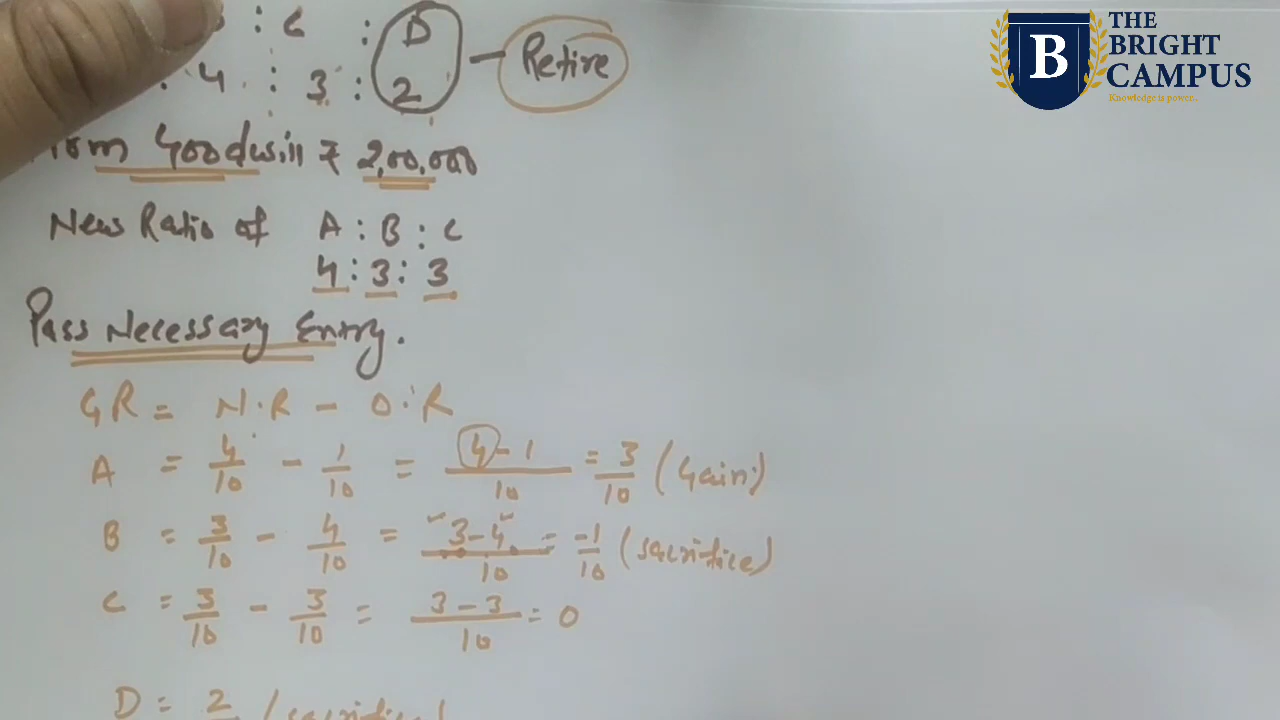 : C : D — Retire
: 4 : 3 : 2
Goodwill ₹ 2,00,000
New Ratio of A : B : C
4 : 3 : 3
Pass Necessary Entry.
GR = N.R - O.R
A = 4/10 - 1/10 = 4-1/10 = 3/10 (Gain)
B = 3/10 - 4/10 = 3-4/10 = -1/10 (sacrifice)
C = 3/10 - 3/10 = 3-3/10 = 0
D = 2
B
THE
BRIGHT
CAMPUS
Knowledge is power.